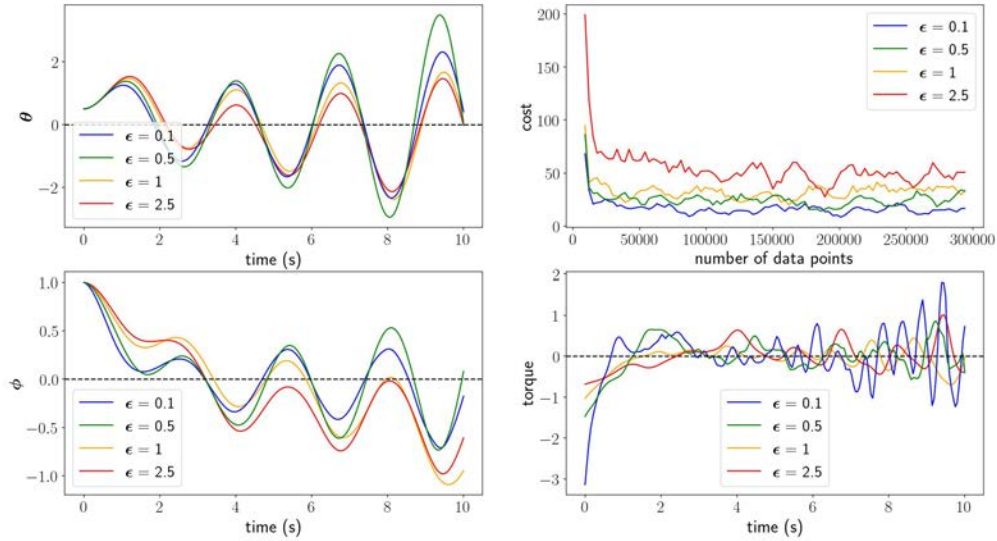 2
0
−2
θ
ϵ = 0.1
ϵ = 0.5
ϵ = 1
ϵ = 2.5
0 2 4 6 8 10
time (s)
200
150
100
50
0
cost
ϵ = 0.1
ϵ = 0.5
ϵ = 1
ϵ = 2.5
0 50000 100000 150000 200000 250000 300000
number of data points
1.0
0.5
0.0
−0.5
−1.0
ϕ
ϵ = 0.1
ϵ = 0.5
ϵ = 1
ϵ = 2.5
0 2 4 6 8 10
time (s)
2
1
0
−1
−2
−3
torque
ϵ = 0.1
ϵ = 0.5
ϵ = 1
ϵ = 2.5
0 2 4 6 8 10
time (s)